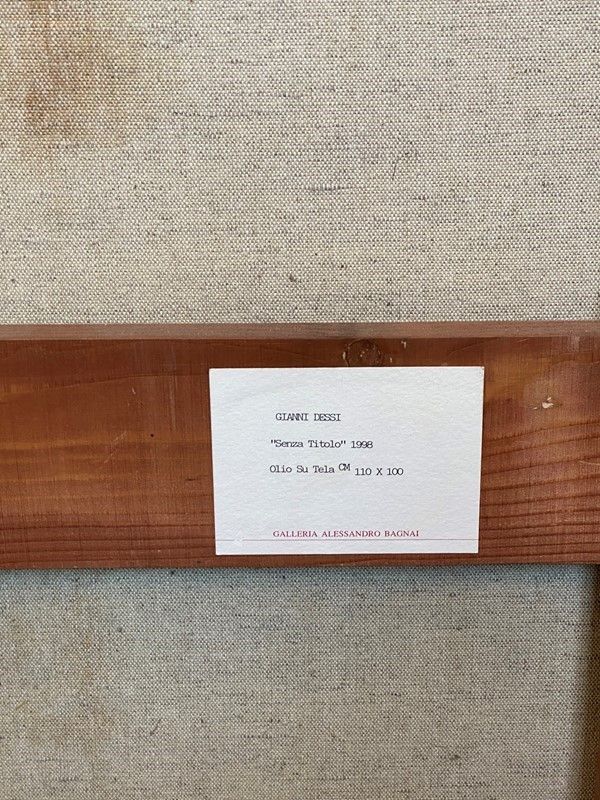 GIANNI DESSI
"Senza Titolo" 1998
Olio Su Tela CM 110 X 100
GALLERIA ALESSANDRO BAGNAI